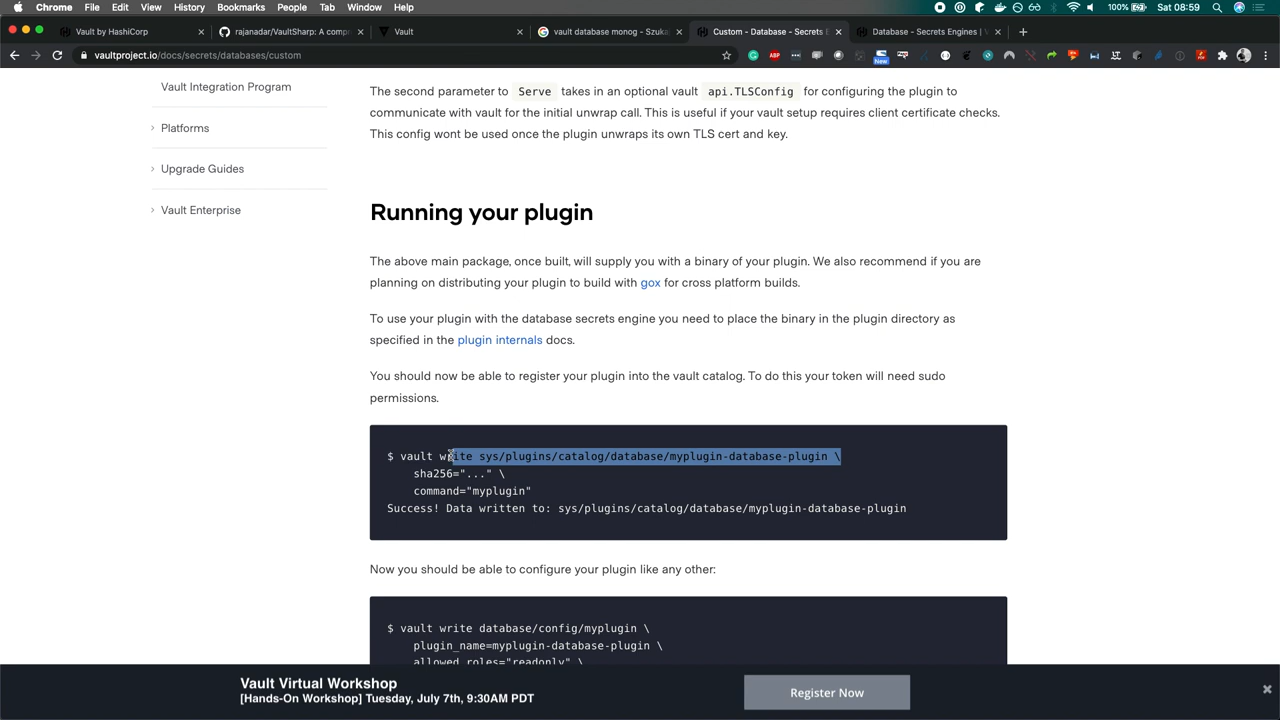 Chrome File Edit View History Bookmarks People Tab Window Help 100% Sat 08:59
Vault by HashiCorp
rajanadar/VaultSharp: A compr
Vault
vault database monog - Szuka
Custom - Database - Secrets E
Database - Secrets Engines | V
vaultproject.io/docs/secrets/databases/custom
ABP
New
Vault Integration Program
Platforms
Upgrade Guides
Vault Enterprise
The second parameter to Serve takes in an optional vault api.TLSConfig for configuring the plugin to
communicate with vault for the initial unwrap call. This is useful if your vault setup requires client certificate checks.
This config wont be used once the plugin unwraps its own TLS cert and key.
Running your plugin
The above main package, once built, will supply you with a binary of your plugin. We also recommend if you are
planning on distributing your plugin to build with gox for cross platform builds.
To use your plugin with the database secrets engine you need to place the binary in the plugin directory as
specified in the plugin internals docs.
You should now be able to register your plugin into the vault catalog. To do this your token will need sudo
permissions.
$ vault write sys/plugins/catalog/database/myplugin-database-plugin \
sha256="..." \
command="myplugin"
Success! Data written to: sys/plugins/catalog/database/myplugin-database-plugin
Now you should be able to configure your plugin like any other:
$ vault write database/config/myplugin \
plugin_name=myplugin-database-plugin \
allowed_roles="readonly" \
Vault Virtual Workshop
[Hands-On Workshop] Tuesday, July 7th, 9:30AM PDT
Register Now